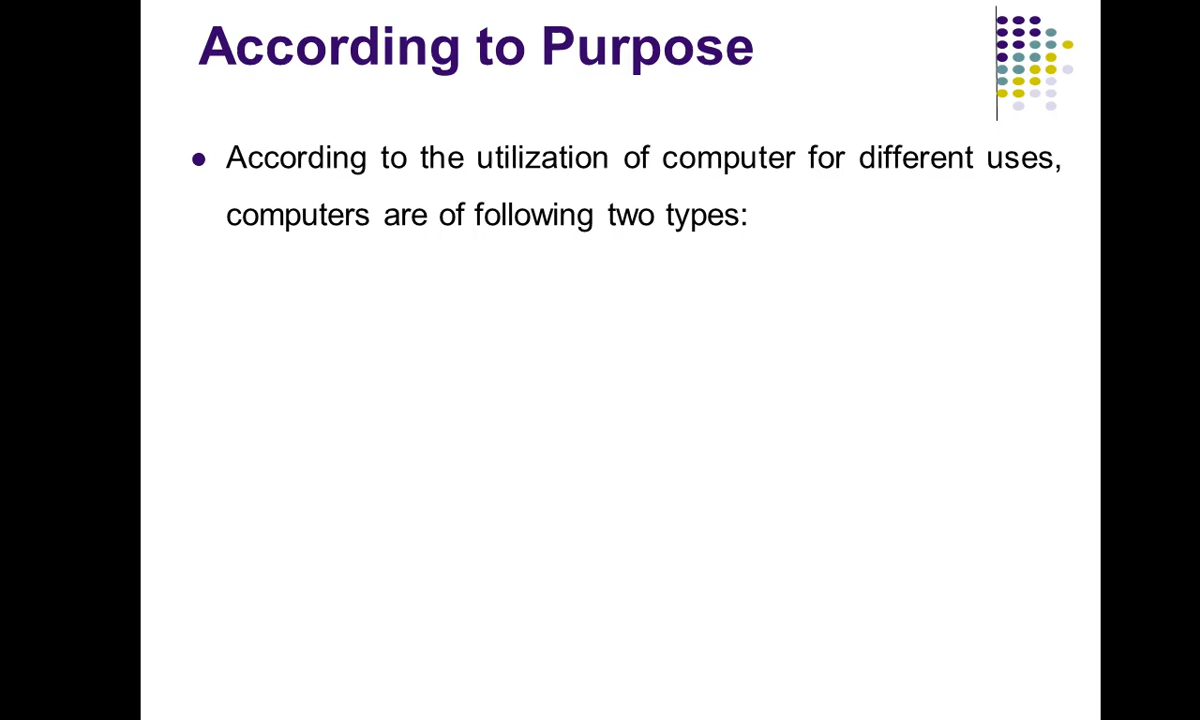 According to Purpose
According to the utilization of computer for different uses,
computers are of following two types: